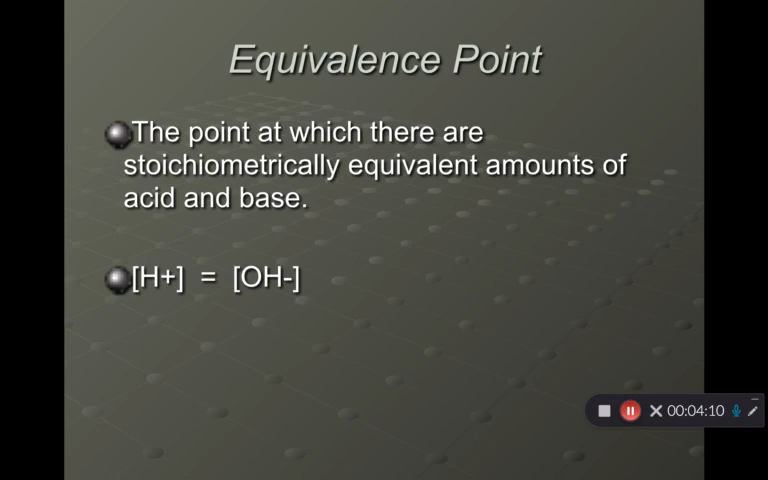 Equivalence Point
The point at which there are
stoichiometrically equivalent amounts of
acid and base.
[H+] = [OH-]
00:04:10